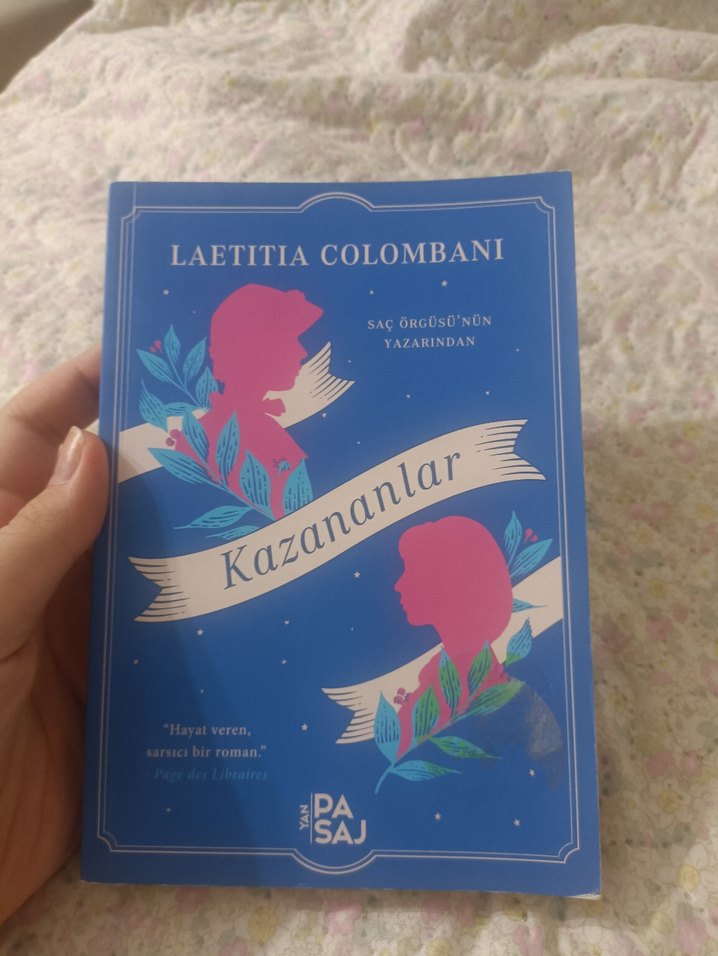 LAETITIA COLOMBANI
SAÇ ÖRGÜSÜ'NÜN
YAZARINDAN
Kazananlar
"Hayat veren,
sarsıcı bir roman."
- Page des Libraires
YAN
PA
SAJ